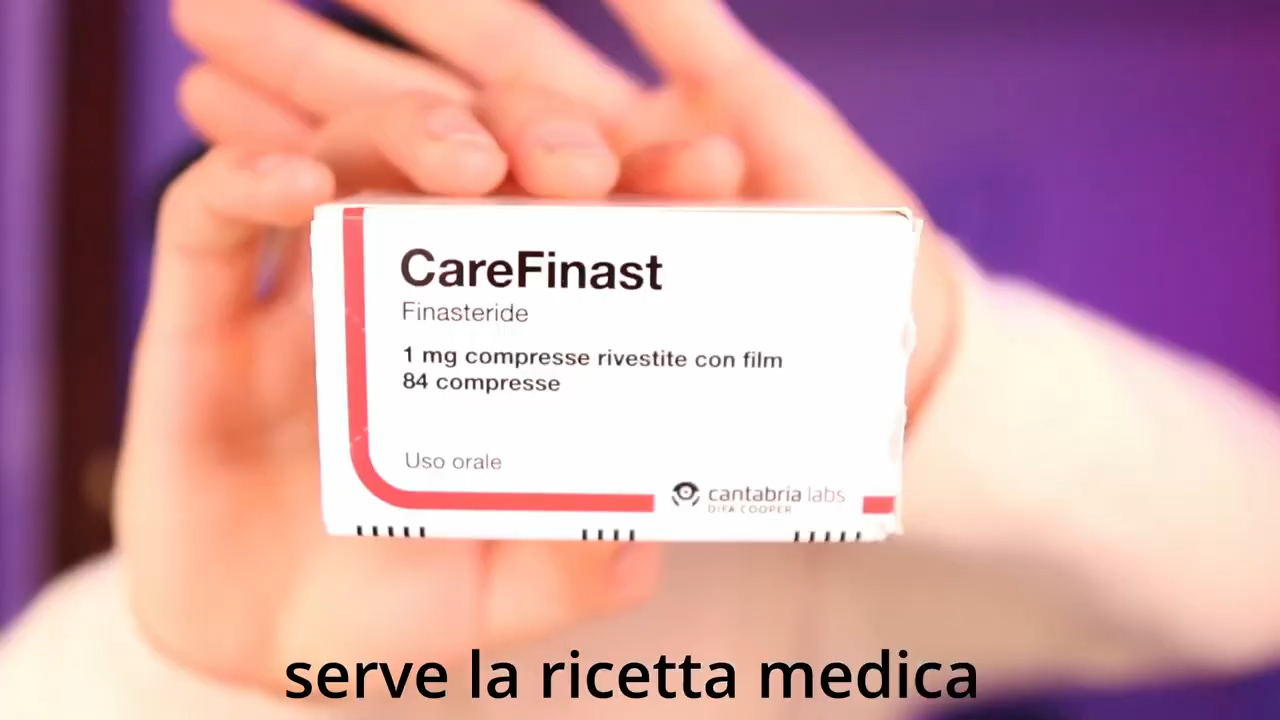 CareFinast
Finasteride
1 mg compresse rivestite con film
84 compresse
Uso orale
cantabria labs
DIFA COOPER
serve la ricetta medica